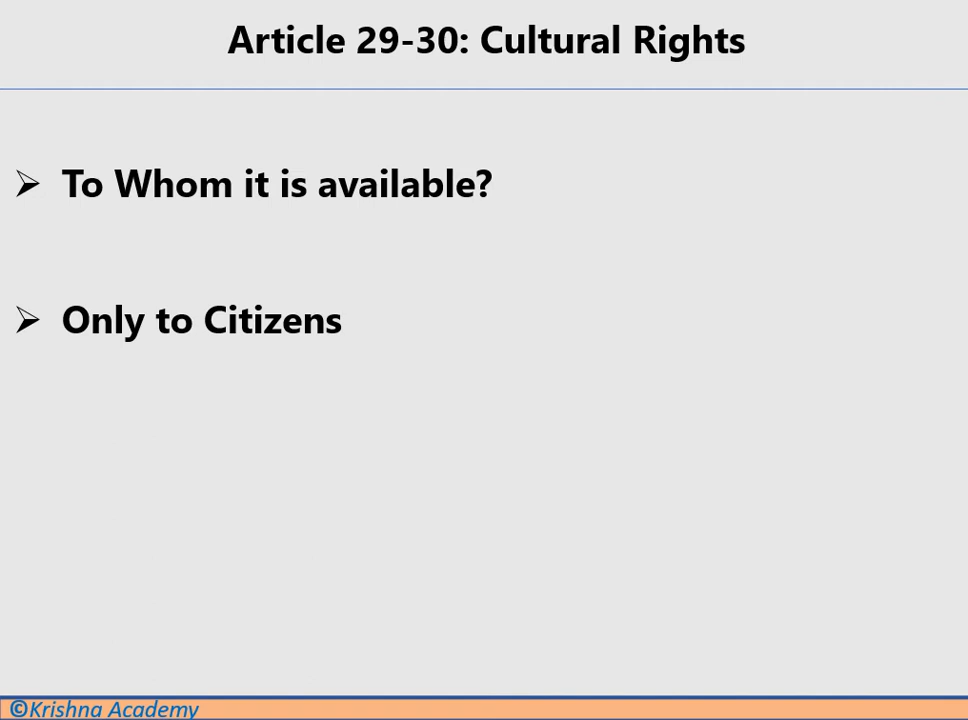 Article 29-30: Cultural Rights
➢ To Whom it is available?
➢ Only to Citizens
©Krishna Academy